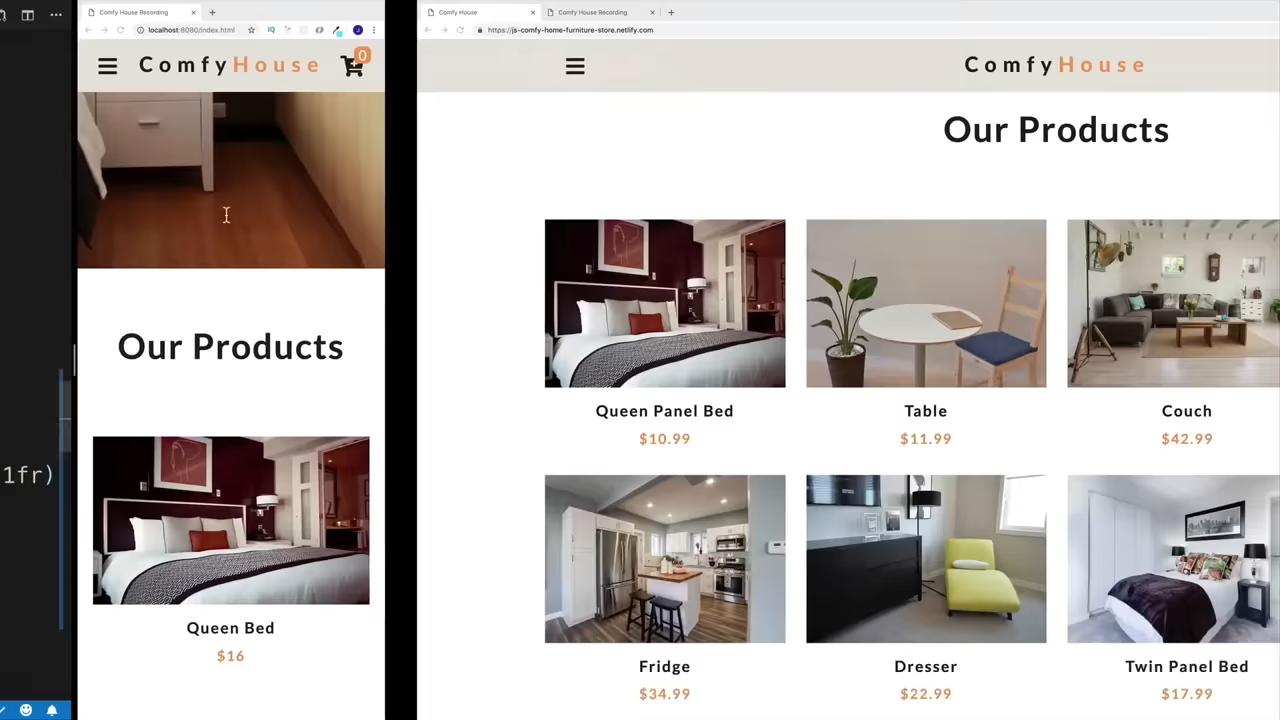 1fr)
Comfy House Recording
localhost:8080/index.html
ComfyHouse
0
Our Products
Queen Bed
$16
Comfy House
Comfy House Recording
https://js-comfy-home-furniture-store.netlify.com
ComfyHouse
Our Products
Queen Panel Bed
Table
Couch
$10.99
$11.99
$42.99
Fridge
Dresser
Twin Panel Bed
$34.99
$22.99
$17.99